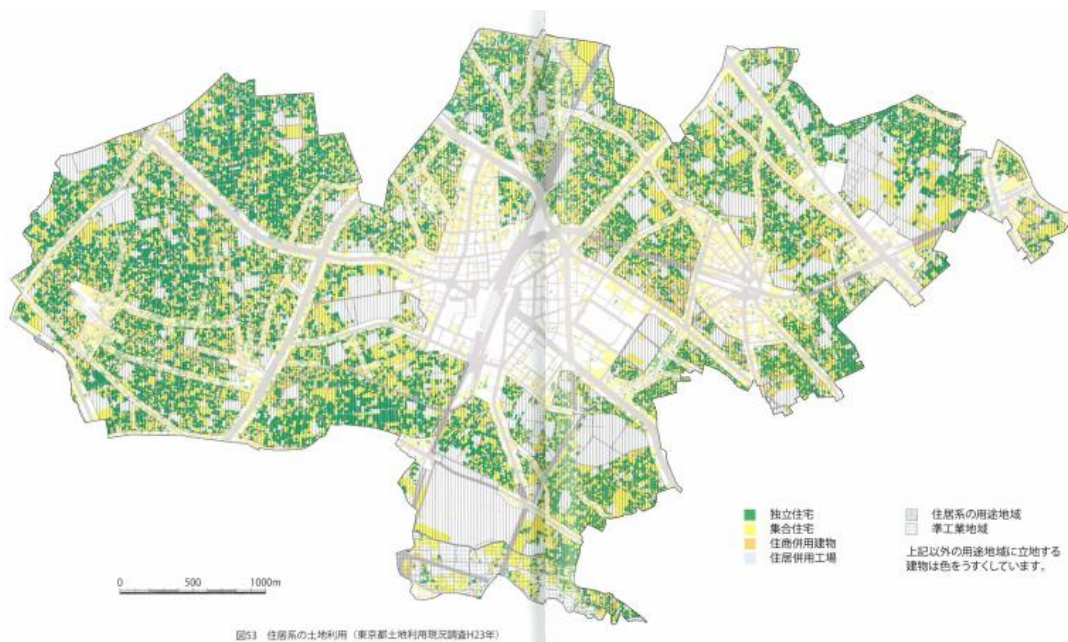 独立住宅
集合住宅
住商併用建物
住居併用工場
住居系の用途地域
準工業地域
上記以外の用途地域に立地する
建物は色をうすくしています。
0 500 1000m
図53 住居系の土地利用（東京都土地利用現況調査H23年）